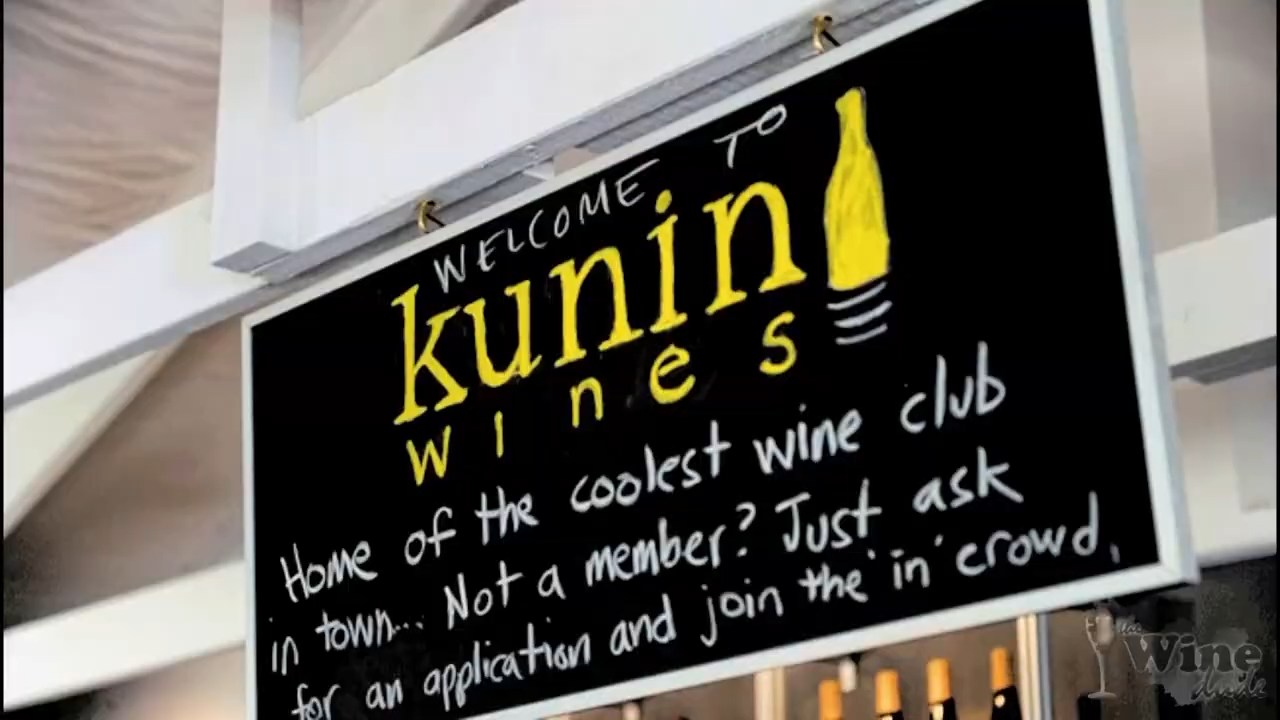 WELCOME TO
kunin
wines
Home of the coolest wine club
in town... Not a member? Just ask
for an application and join the 'in' crowd.
the
Wine
dude